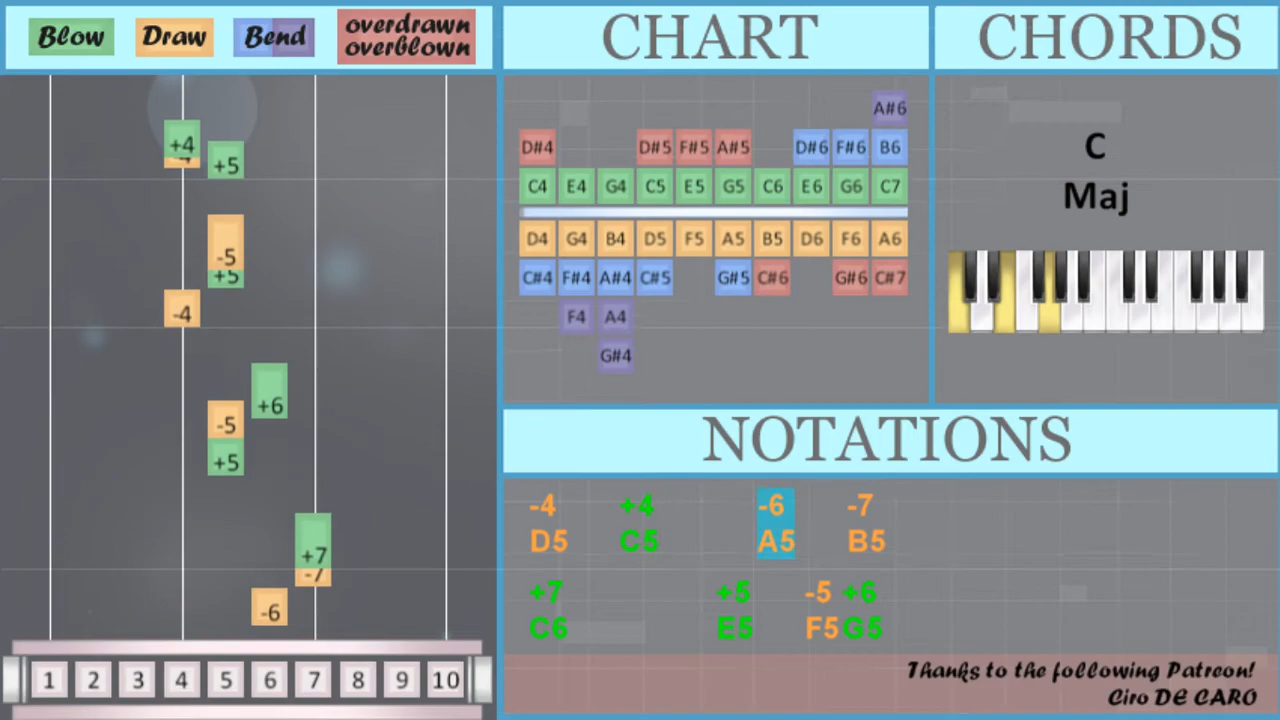 Blow Draw Bend overdrawn
overblown
CHART
CHORDS
+4
-4
+5
-5
+5
-4
+6
-5
+5
+7
-7
-6
1 2 3 4 5 6 7 8 9 10
A#6
D#4 D#5 F#5 A#5 D#6 F#6 B6
C4 E4 G4 C5 E5 G5 C6 E6 G6 C7
D4 G4 B4 D5 F5 A5 B5 D6 F6 A6
C#4 F#4 A#4 C#5 G#5 C#6 G#6 C#7
F4 A4
G#4
C
Maj
NOTATIONS
-4 +4 -6 -7
D5 C5 A5 B5
+7 +5 -5 +6
C6 E5 F5 G5
Thanks to the following Patreon!
Ciro DE CARO